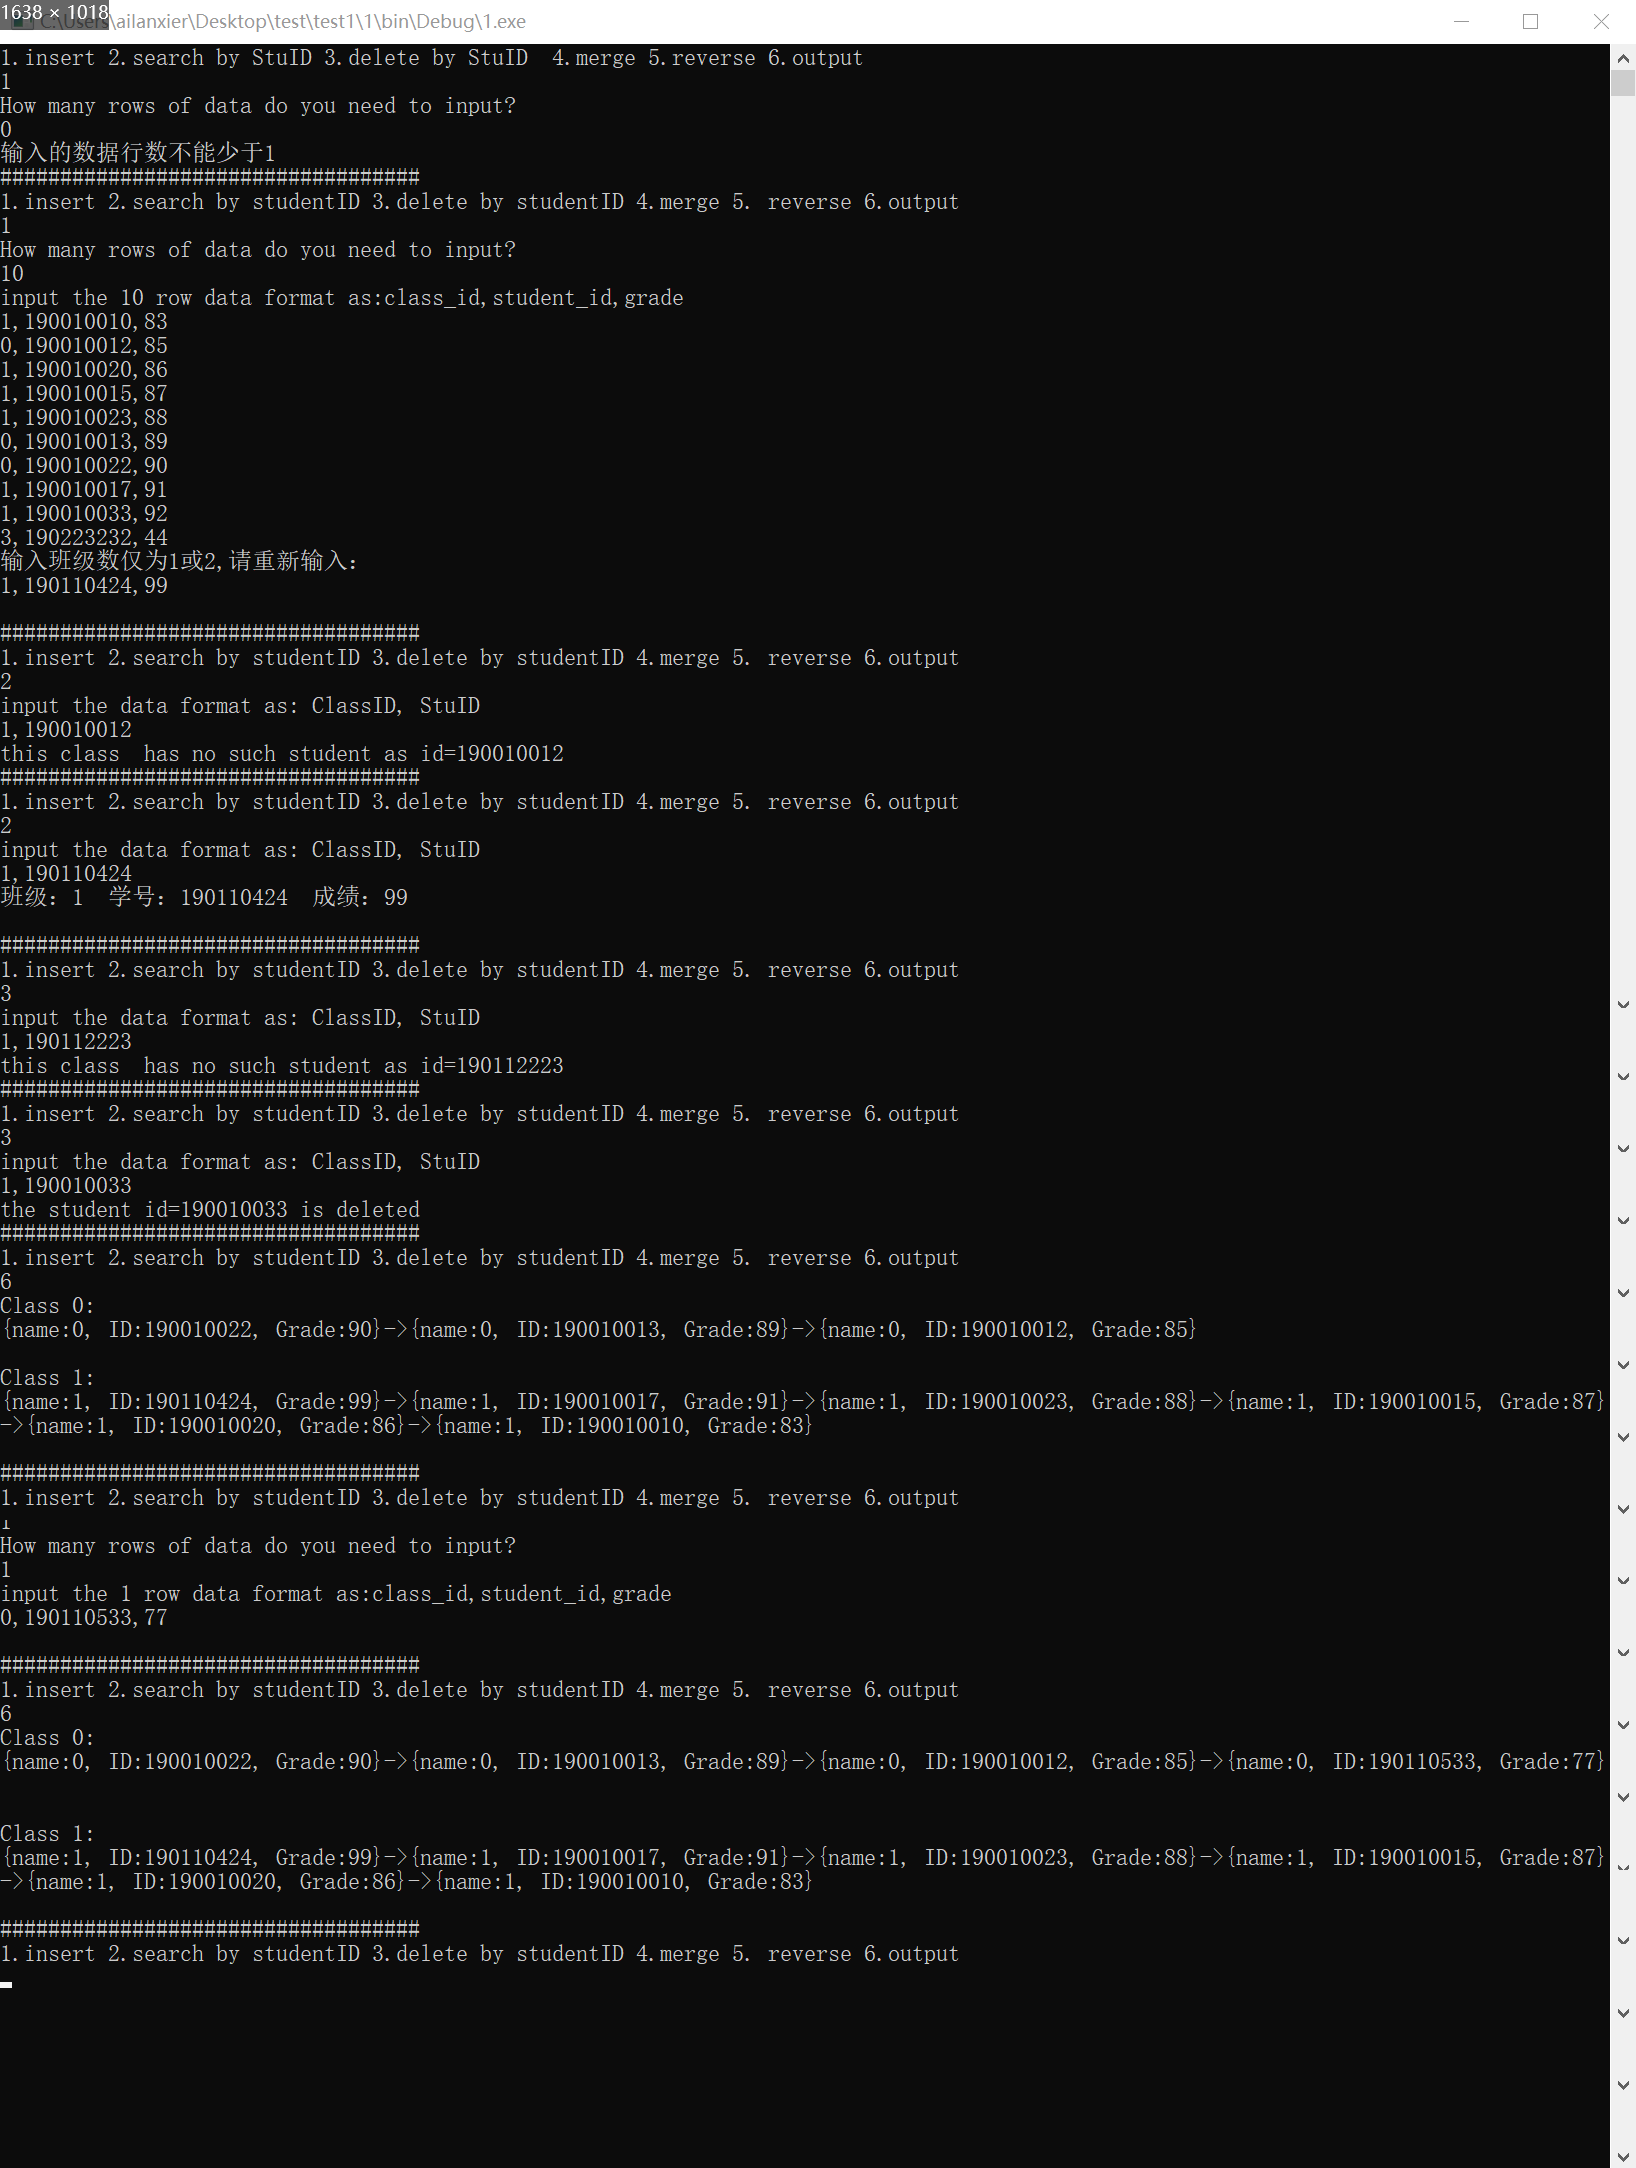 1638 × 1018
C:\Users\ailanxier\Desktop\test\test1\1\bin\Debug\1.exe
1.insert 2.search by StuID 3.delete by StuID  4.merge 5.reverse 6.output
1
How many rows of data do you need to input?
0
输入的数据行数不能少于1
###################################
1.insert 2.search by studentID 3.delete by studentID 4.merge 5. reverse 6.output
1
How many rows of data do you need to input?
10
input the 10 row data format as:class_id,student_id,grade
1,190010010,83
0,190010012,85
1,190010020,86
1,190010015,87
1,190010023,88
0,190010013,89
0,190010022,90
1,190010017,91
1,190010033,92
3,190223232,44
输入班级数仅为1或2,请重新输入：
1,190110424,99
###################################
1.insert 2.search by studentID 3.delete by studentID 4.merge 5. reverse 6.output
2
input the data format as: ClassID, StuID
1,190010012
this class  has no such student as id=190010012
###################################
1.insert 2.search by studentID 3.delete by studentID 4.merge 5. reverse 6.output
2
input the data format as: ClassID, StuID
1,190110424
班级：1  学号：190110424  成绩：99
###################################
1.insert 2.search by studentID 3.delete by studentID 4.merge 5. reverse 6.output
3
input the data format as: ClassID, StuID
1,190112223
this class  has no such student as id=190112223
###################################
1.insert 2.search by studentID 3.delete by studentID 4.merge 5. reverse 6.output
3
input the data format as: ClassID, StuID
1,190010033
the student id=190010033 is deleted
###################################
1.insert 2.search by studentID 3.delete by studentID 4.merge 5. reverse 6.output
6
Class 0:
{name:0, ID:190010022, Grade:90}->{name:0, ID:190010013, Grade:89}->{name:0, ID:190010012, Grade:85}
Class 1:
{name:1, ID:190110424, Grade:99}->{name:1, ID:190010017, Grade:91}->{name:1, ID:190010023, Grade:88}->{name:1, ID:190010015, Grade:87}
->{name:1, ID:190010020, Grade:86}->{name:1, ID:190010010, Grade:83}
###################################
1.insert 2.search by studentID 3.delete by studentID 4.merge 5. reverse 6.output
1
How many rows of data do you need to input?
1
input the 1 row data format as:class_id,student_id,grade
0,190110533,77
###################################
1.insert 2.search by studentID 3.delete by studentID 4.merge 5. reverse 6.output
6
Class 0:
{name:0, ID:190010022, Grade:90}->{name:0, ID:190010013, Grade:89}->{name:0, ID:190010012, Grade:85}->{name:0, ID:190110533, Grade:77}
Class 1:
{name:1, ID:190110424, Grade:99}->{name:1, ID:190010017, Grade:91}->{name:1, ID:190010023, Grade:88}->{name:1, ID:190010015, Grade:87}
->{name:1, ID:190010020, Grade:86}->{name:1, ID:190010010, Grade:83}
###################################
1.insert 2.search by studentID 3.delete by studentID 4.merge 5. reverse 6.output